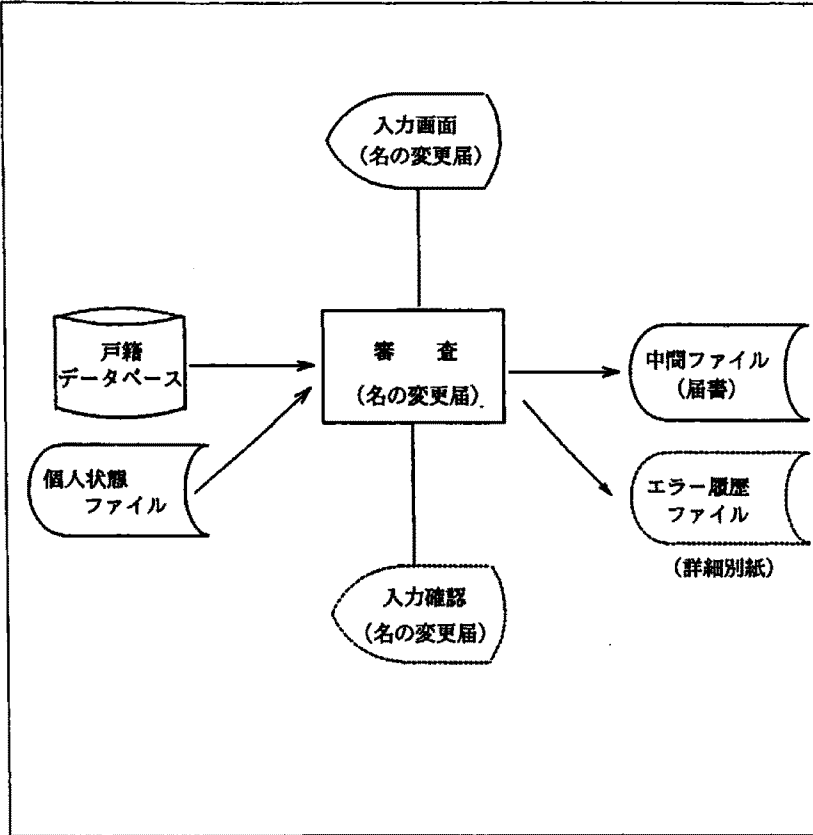 入力画面
(名の変更届)
戸籍
データベース
審　査
(名の変更届)
中間ファイル
(届書)
個人状態
ファイル
エラー履歴
ファイル
(詳細別紙)
入力確認
(名の変更届)